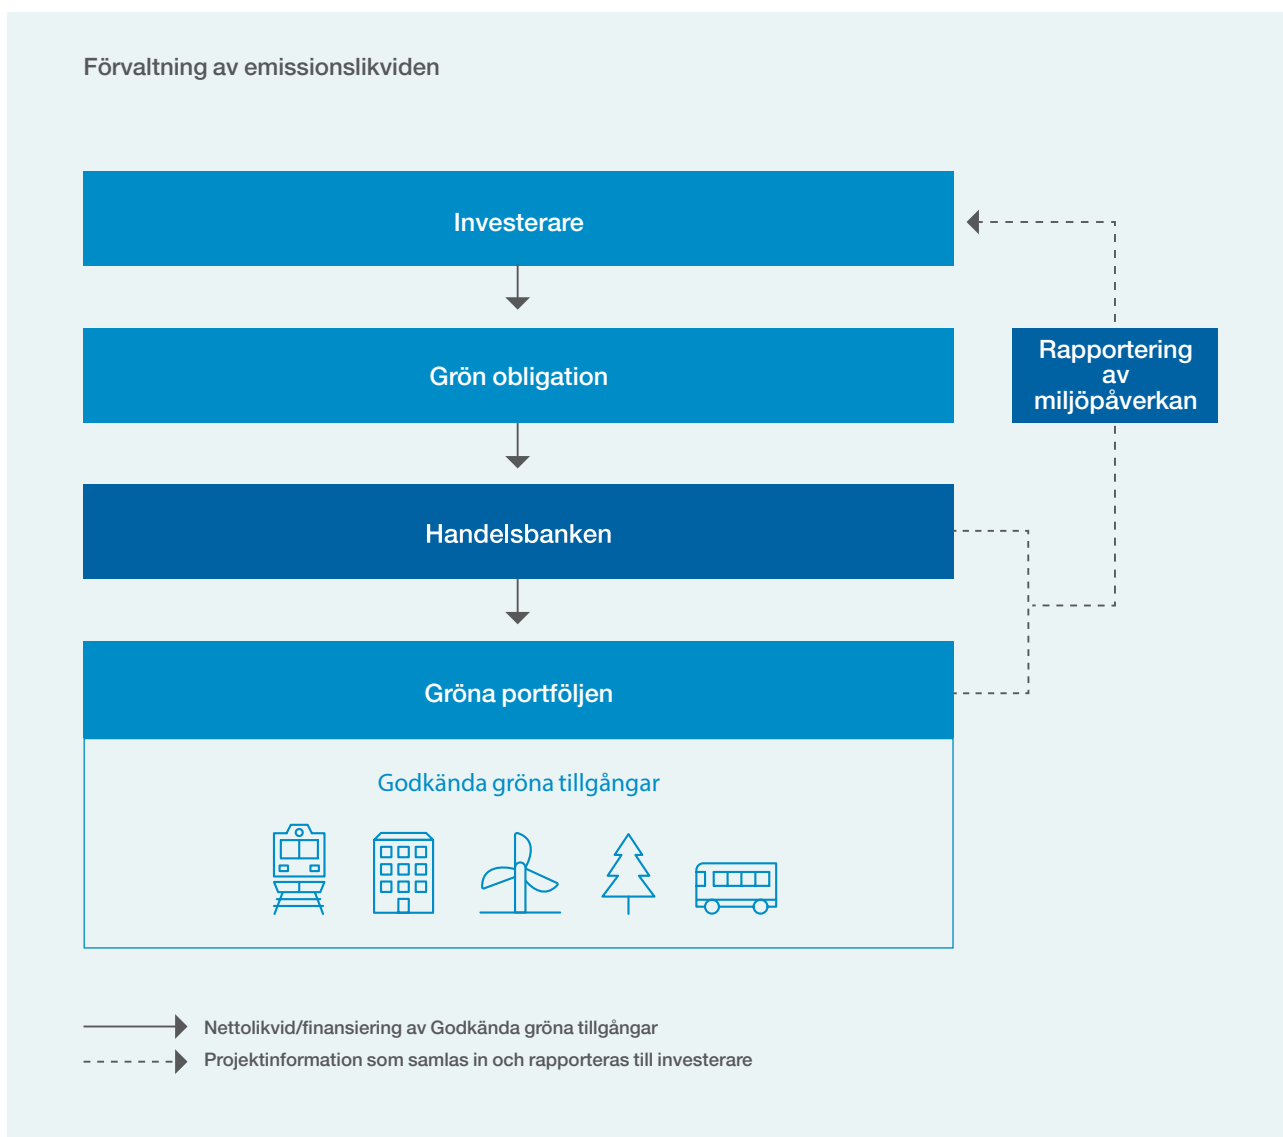 Förvaltning av emissionslikviden
Investerare
Grön obligation
Rapportering
av
miljöpåverkan
Handelsbanken
Gröna portföljen
Godkända gröna tillgångar
Nettolikvid/finansiering av Godkända gröna tillgångar
Projektinformation som samlas in och rapporteras till investerare